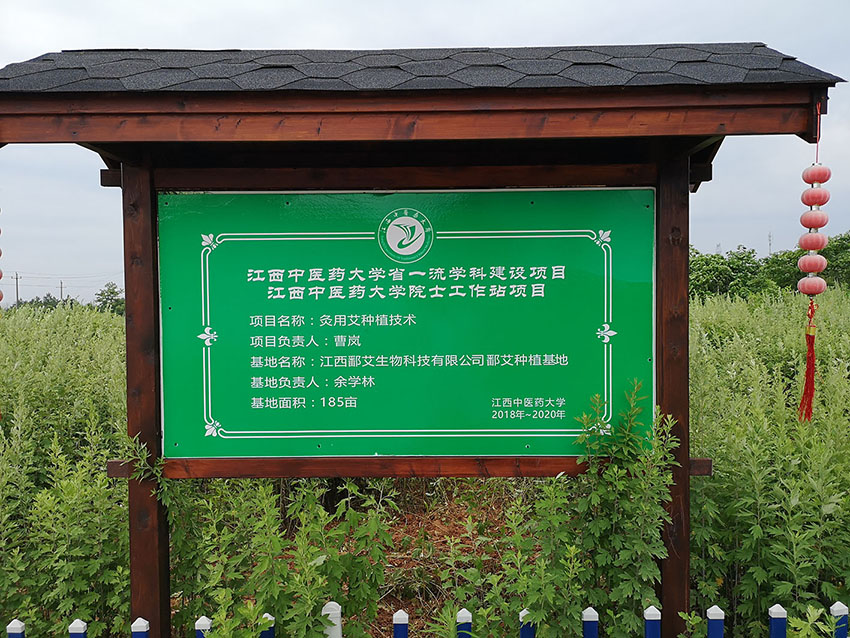 江西中医药大学省一流学科建设项目
江西中医药大学院士工作站项目
项目名称：灸用艾种植技术
项目负责人：曹岚
基地名称：江西鄙艾生物科技有限公司鄙艾种植基地
基地负责人：余学林
基地面积：185亩
江西中医药大学
2018年~2020年